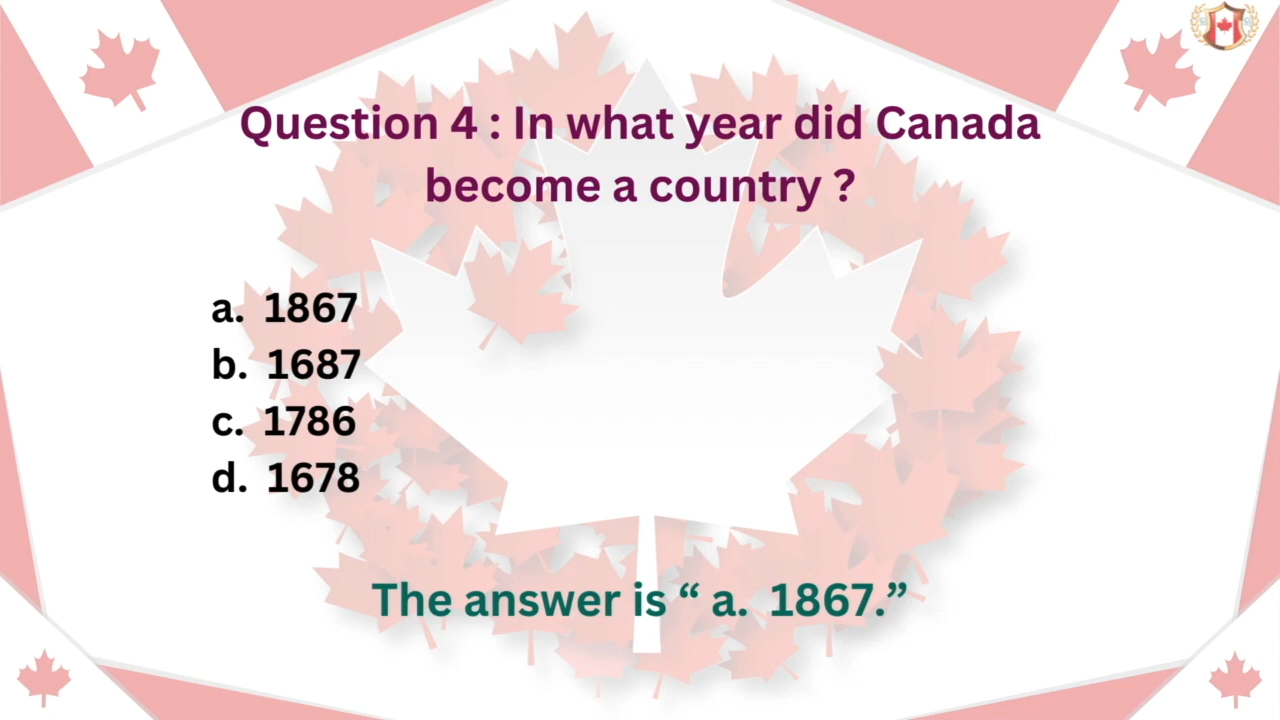 Question 4 : In what year did Canada
become a country ?
a. 1867
b. 1687
c. 1786
d. 1678
The answer is “ a. 1867.”